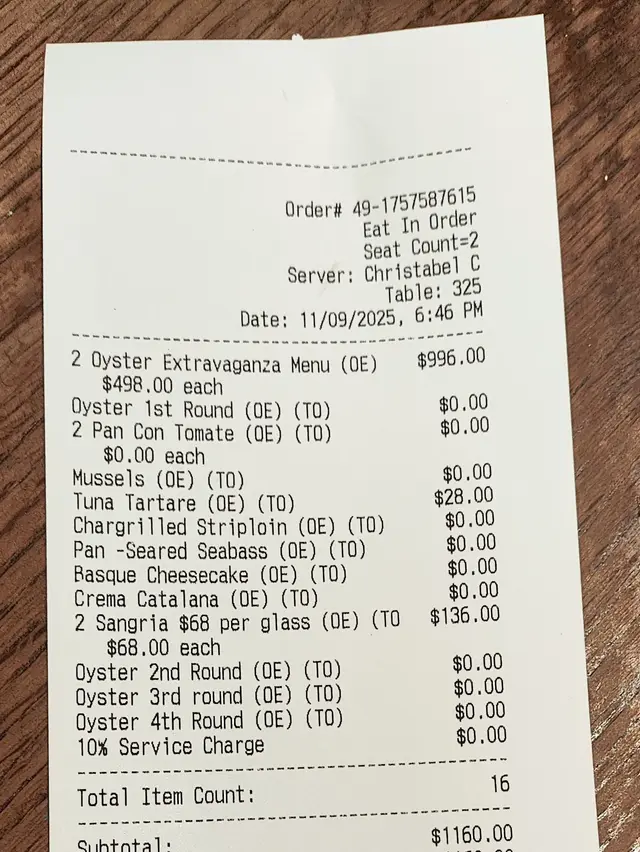 Order# 49-1757587615
Eat In Order
Seat Count=2
Server: Christabel C
Table: 325
Date: 11/09/2025, 6:46 PM
2 Oyster Extravaganza Menu (OE) $996.00
$498.00 each
Oyster 1st Round (OE) (TO) $0.00
2 Pan Con Tomate (OE) (TO) $0.00
$0.00 each
Mussels (OE) (TO) $0.00
Tuna Tartare (OE) (TO) $28.00
Chargrilled Striploin (OE) (TO) $0.00
Pan -Seared Seabass (OE) (TO) $0.00
Basque Cheesecake (OE) (TO) $0.00
Crema Catalana (OE) (TO) $0.00
2 Sangria $68 per glass (OE) (TO $136.00
$68.00 each
Oyster 2nd Round (OE) (TO) $0.00
Oyster 3rd round (OE) (TO) $0.00
Oyster 4th Round (OE) (TO) $0.00
10% Service Charge $0.00
Total Item Count: 16
Subtotal: $1160.00